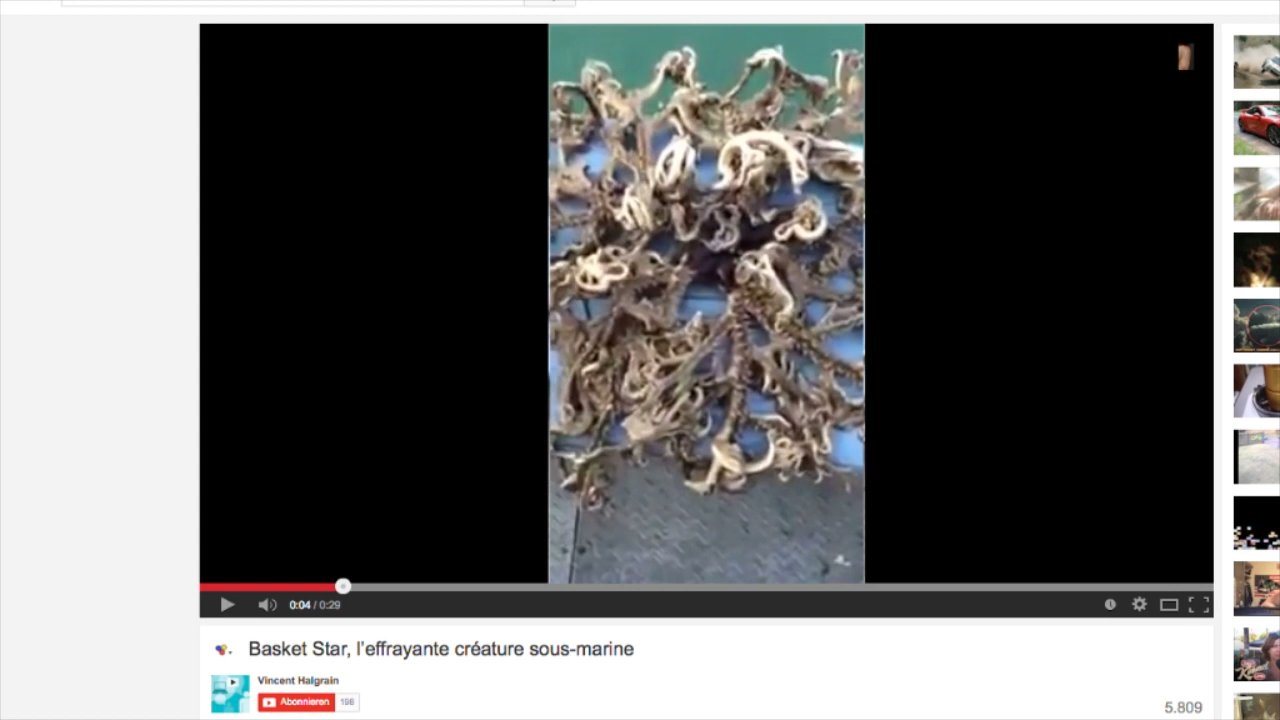 0:04 / 0:29
Basket Star, l'effrayante créature sous-marine
Vincent Halgrain
Abonnieren 198
5.809